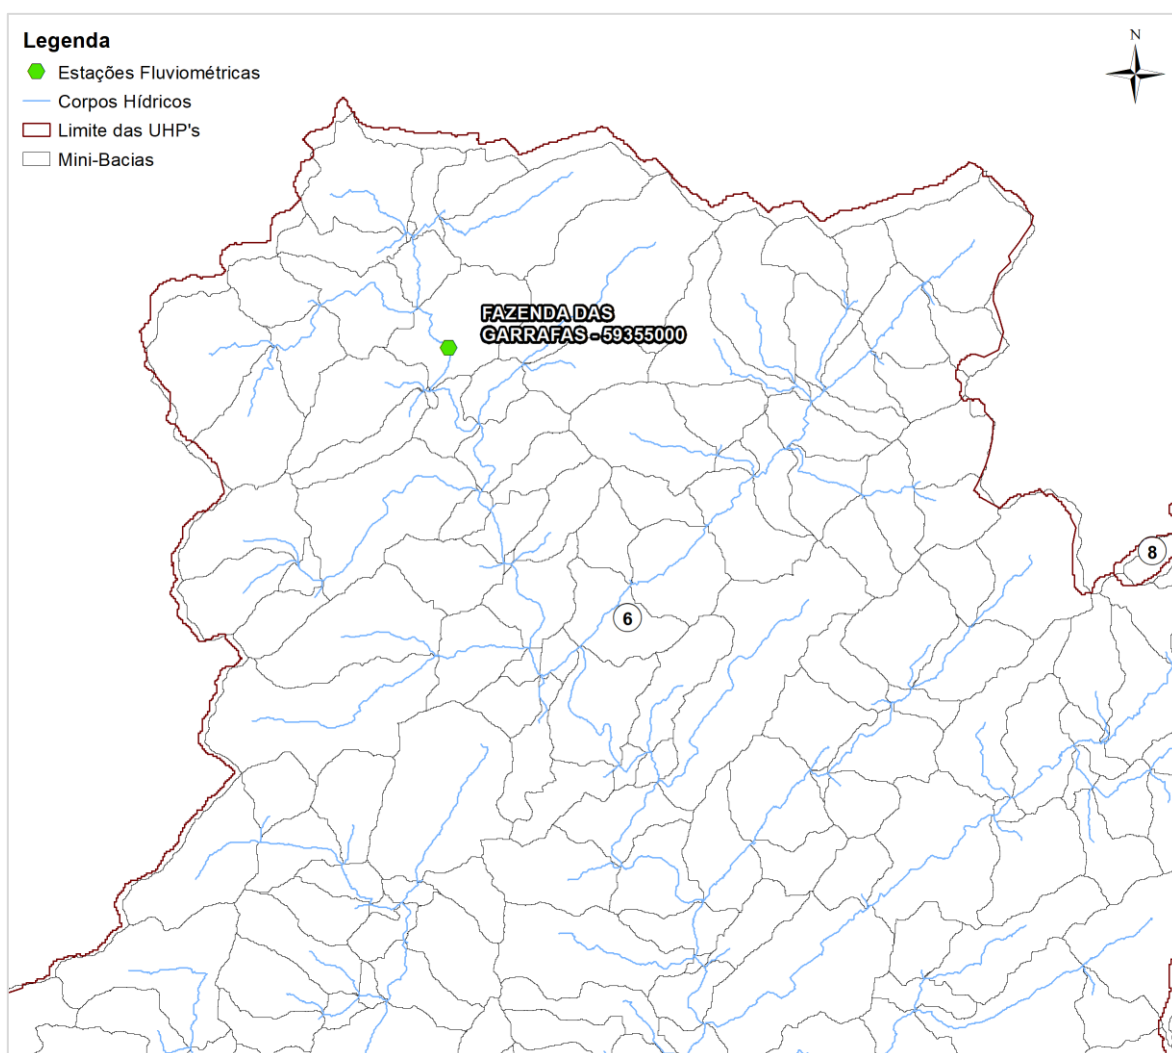 Legenda
Estações Fluviométricas
Corpos Hídricos
Limite das UHP's
Mini-Bacias
N
FAZENDA DAS
GARRAFAS - 59355000
8
6